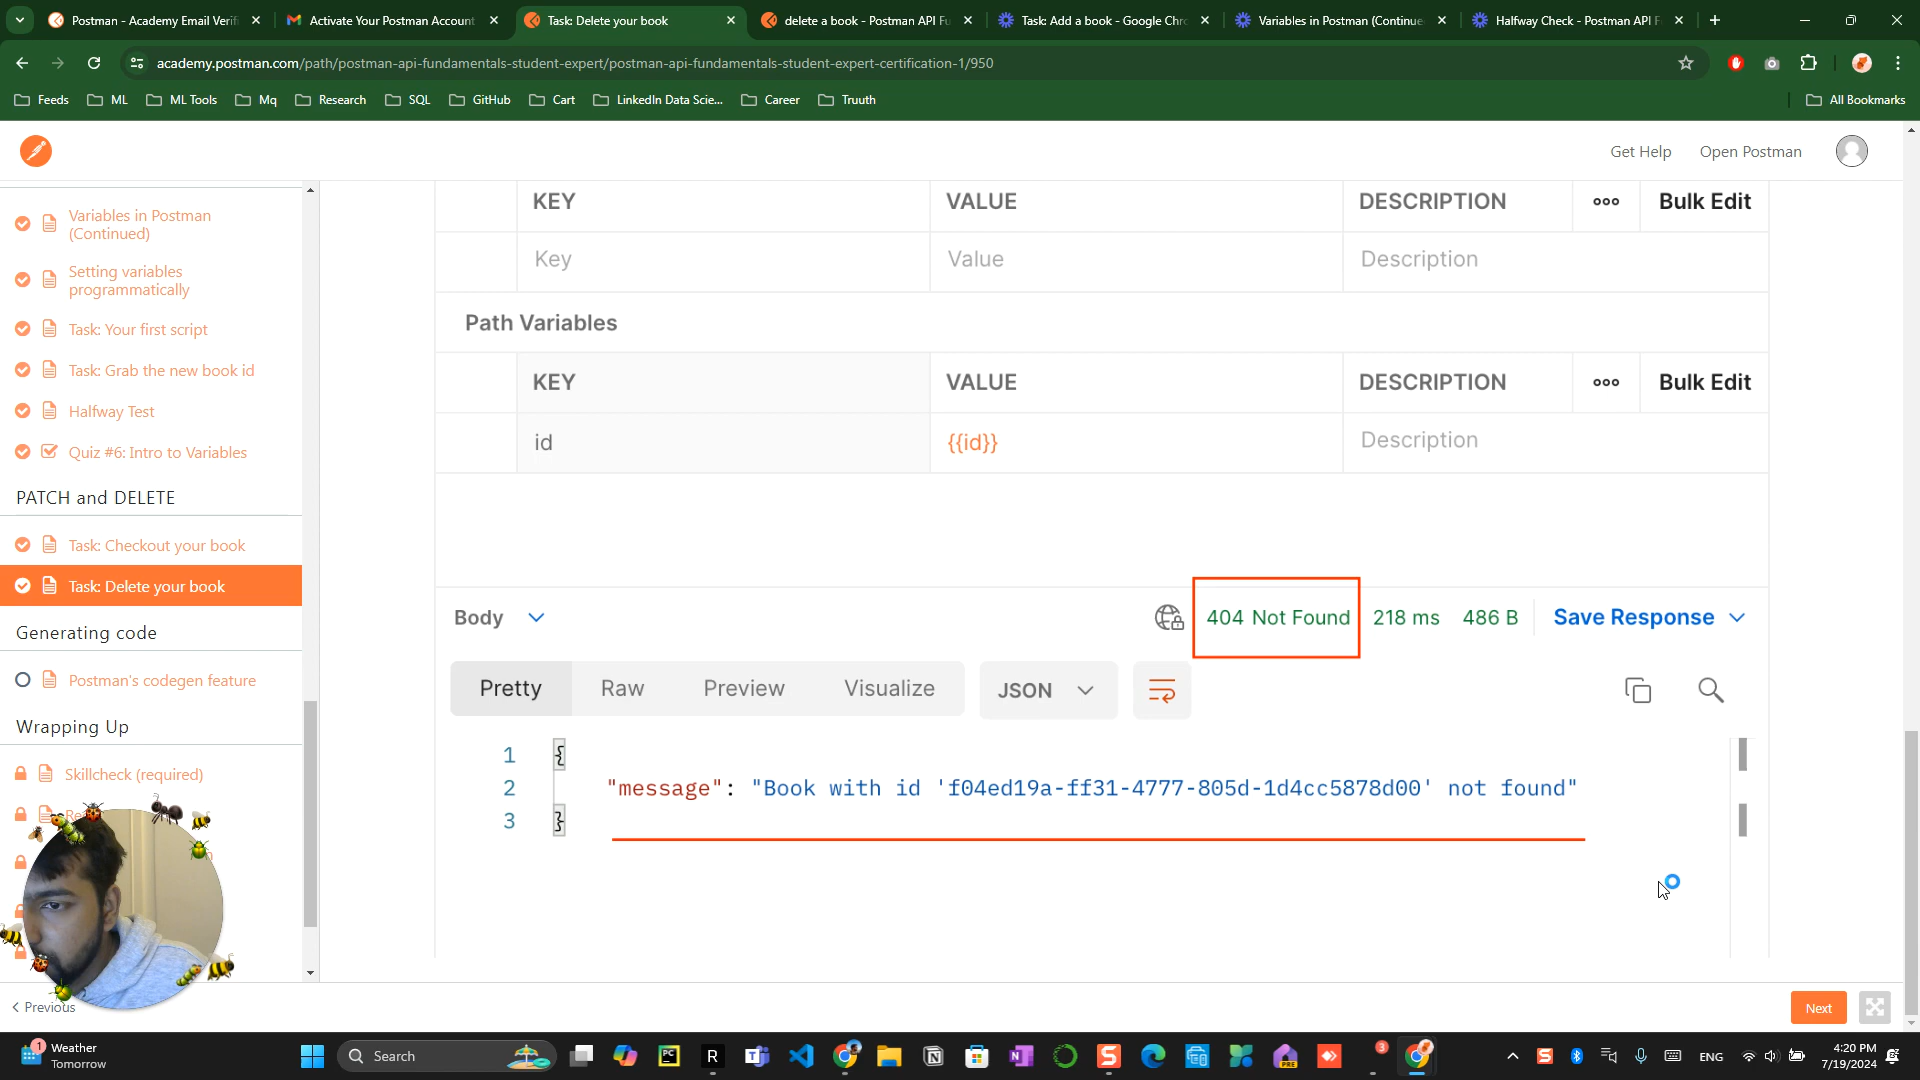 Postman - Academy Email Verifi
Activate Your Postman Account
Task: Delete your book
delete a book - Postman API Fu
Task: Add a book - Google Chro
Variables in Postman (Continue
Halfway Check - Postman API F
academy.postman.com/path/postman-api-fundamentals-student-expert/postman-api-fundamentals-student-expert-certification-1/950
Feeds ML ML Tools Mq Research SQL GitHub Cart LinkedIn Data Scie... Career Truuth All Bookmarks
Get Help Open Postman
Variables in Postman
(Continued)
Setting variables
programmatically
Task: Your first script
Task: Grab the new book id
Halfway Test
Quiz #6: Intro to Variables
PATCH and DELETE
Task: Checkout your book
Task: Delete your book
Generating code
Postman's codegen feature
Wrapping Up
Skillcheck (required)
Previous
KEY VALUE DESCRIPTION Bulk Edit
Key Value Description
Path Variables
KEY VALUE DESCRIPTION Bulk Edit
id {{id}} Description
Body 404 Not Found 218 ms 486 B Save Response
Pretty Raw Preview Visualize JSON
1 {
2 "message": "Book with id 'f04ed19a-ff31-4777-805d-1d4cc5878d00' not found"
3 }
Next
1 Weather
Tomorrow
Search
PC
R
PRE
3
ENG
4:20 PM
7/19/2024